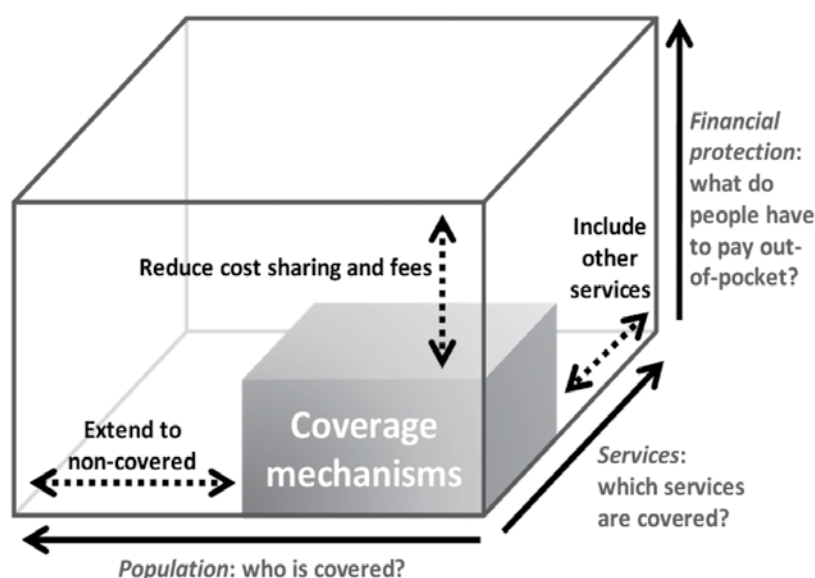 Financial
protection:
what do
people have
to pay out-
of-pocket?
Include
other
services
Reduce cost sharing and fees
Coverage
mechanisms
Extend to
non-covered
Services:
which services
are covered?
Population: who is covered?